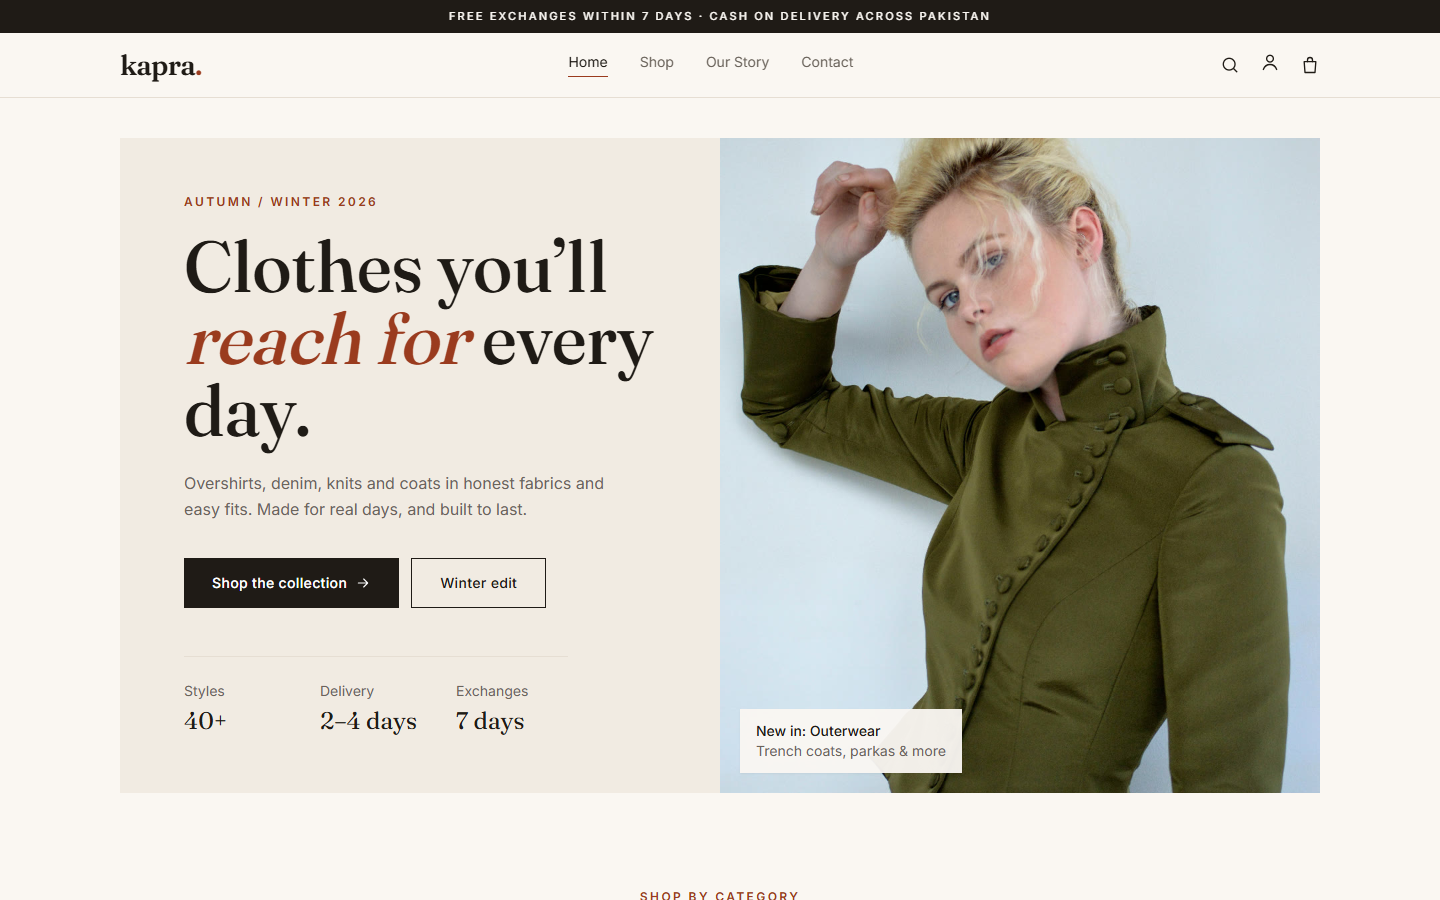 FREE EXCHANGES WITHIN 7 DAYS · CASH ON DELIVERY ACROSS PAKISTAN
kapra.
Home Shop Our Story Contact
AUTUMN / WINTER 2026
Clothes you’ll
reach for every
day.
Overshirts, denim, knits and coats in honest fabrics and
easy fits. Made for real days, and built to last.
Shop the collection →
Winter edit
Styles Delivery Exchanges
40+ 2–4 days 7 days
New in: Outerwear
Trench coats, parkas & more
SHOP BY CATEGORY